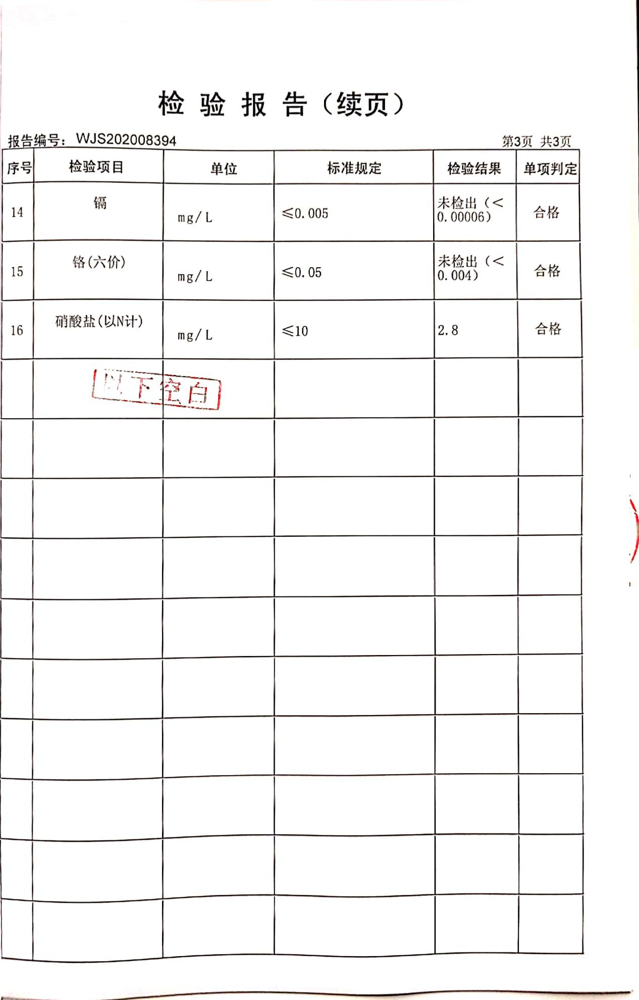 检验报告（续页）
报告编号：WJS202008394 第3页 共3页
序号 检验项目 单位 标准规定 检验结果 单项判定
14 镉 mg/L ≤0.005 未检出（＜
0.00006） 合格
15 铬(六价) mg/L ≤0.05 未检出（＜
0.004） 合格
16 硝酸盐(以N计) mg/L ≤10 2.8 合格
以下空白